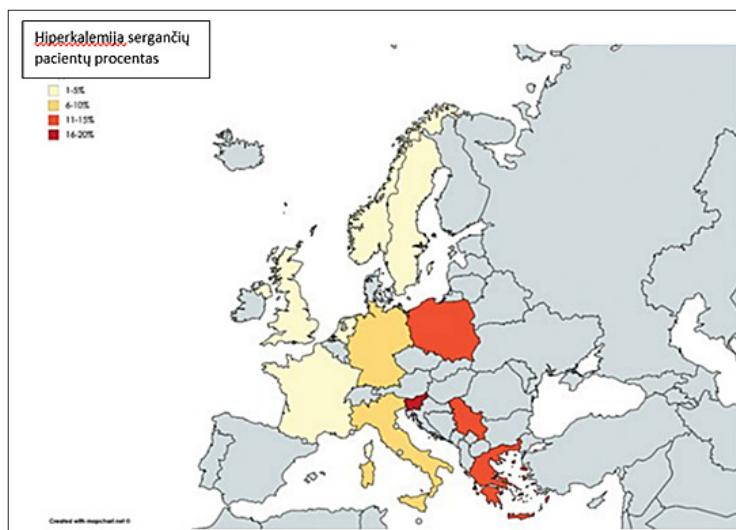 Hiperkalemija sergančių
pacientų procentas
1-5%
6-10%
11-15%
16-20%
Created with mapchart.net ©